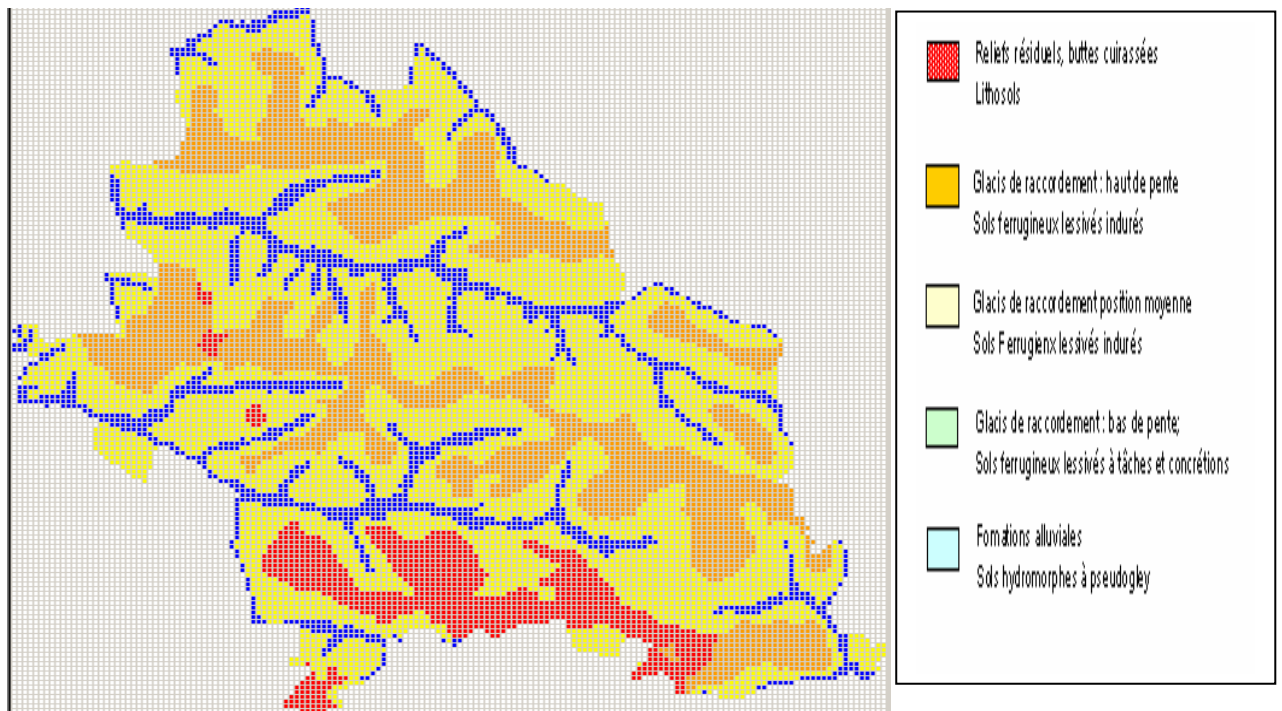 Reliefs résiduels, buttes cuirassées
Lithosols
Glacis de raccordement : haut de pente
Sols ferrugineux lessivés indurés
Glacis de raccordement position moyenne
Sols Ferrugienx lessivés indurés
Glacis de raccordement : bas de pente;
Sols ferrugineux lessivés à tâches et concrétions
Fomations alluviales
Sols hydromorphes à pseudogley